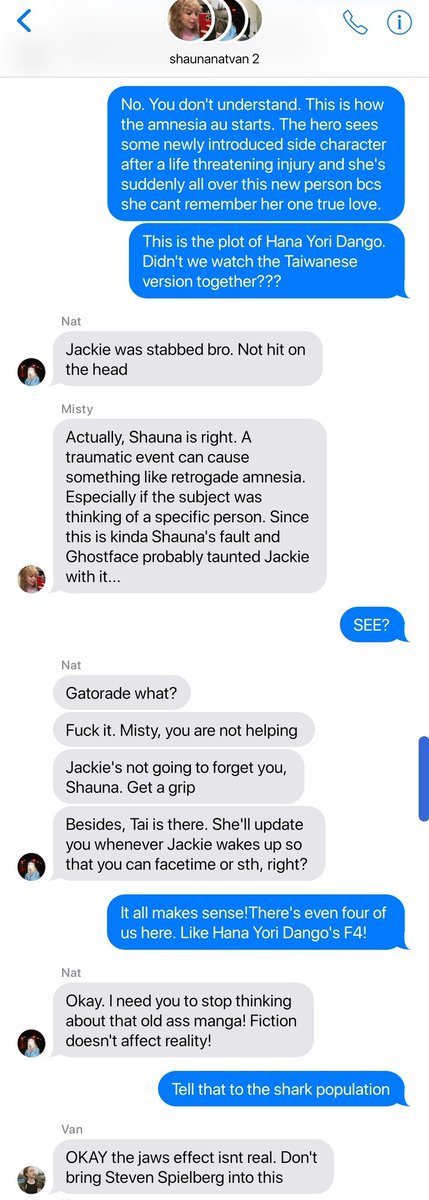 shaunanatvan 2
No. You don't understand. This is how
the amnesia au starts. The hero sees
some newly introduced side character
after a life threatening injury and she's
suddenly all over this new person bcs
she cant remember her one true love.
This is the plot of Hana Yori Dango.
Didn't we watch the Taiwanese
version together???
Nat
Jackie was stabbed bro. Not hit on
the head
Misty
Actually, Shauna is right. A
traumatic event can cause
something like retrogade amnesia.
Especially if the subject was
thinking of a specific person. Since
this is kinda Shauna's fault and
Ghostface probably taunted Jackie
with it...
SEE?
Nat
Gatorade what?
Fuck it. Misty, you are not helping
Jackie's not going to forget you,
Shauna. Get a grip
Besides, Tai is there. She'll update
you whenever Jackie wakes up so
that you can facetime or sth, right?
It all makes sense!There's even four of
us here. Like Hana Yori Dango's F4!
Nat
Okay. I need you to stop thinking
about that old ass manga! Fiction
doesn't affect reality!
Tell that to the shark population
Van
OKAY the jaws effect isnt real. Don't
bring Steven Spielberg into this